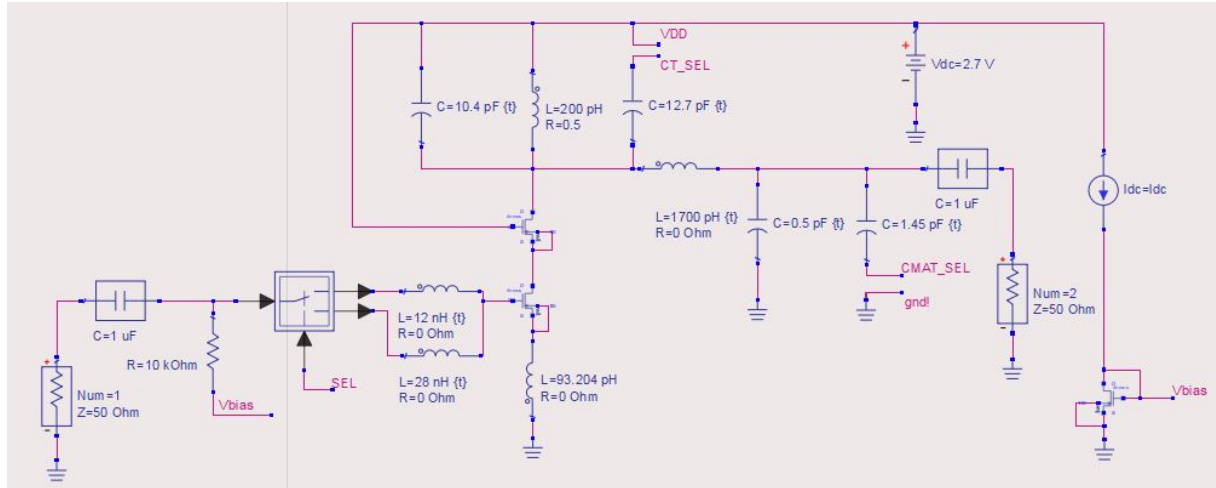 VDD
CT_SEL
C=10.4 pF {t}
L=200 pH
R=0.5
C=12.7 pF {t}
Vdc=2.7 V
Idc=Idc
L=1700 pH {t}
R=0 Ohm
C=0.5 pF {t}
C=1.45 pF {t}
C=1 uF
CMAT_SEL
gnd!
Num=2
Z=50 Ohm
Vbias
C=1 uF
R=10 kOhm
Num=1
Z=50 Ohm
Vbias
SEL
L=12 nH {t}
R=0 Ohm
L=28 nH {t}
R=0 Ohm
L=93.204 pH
R=0 Ohm